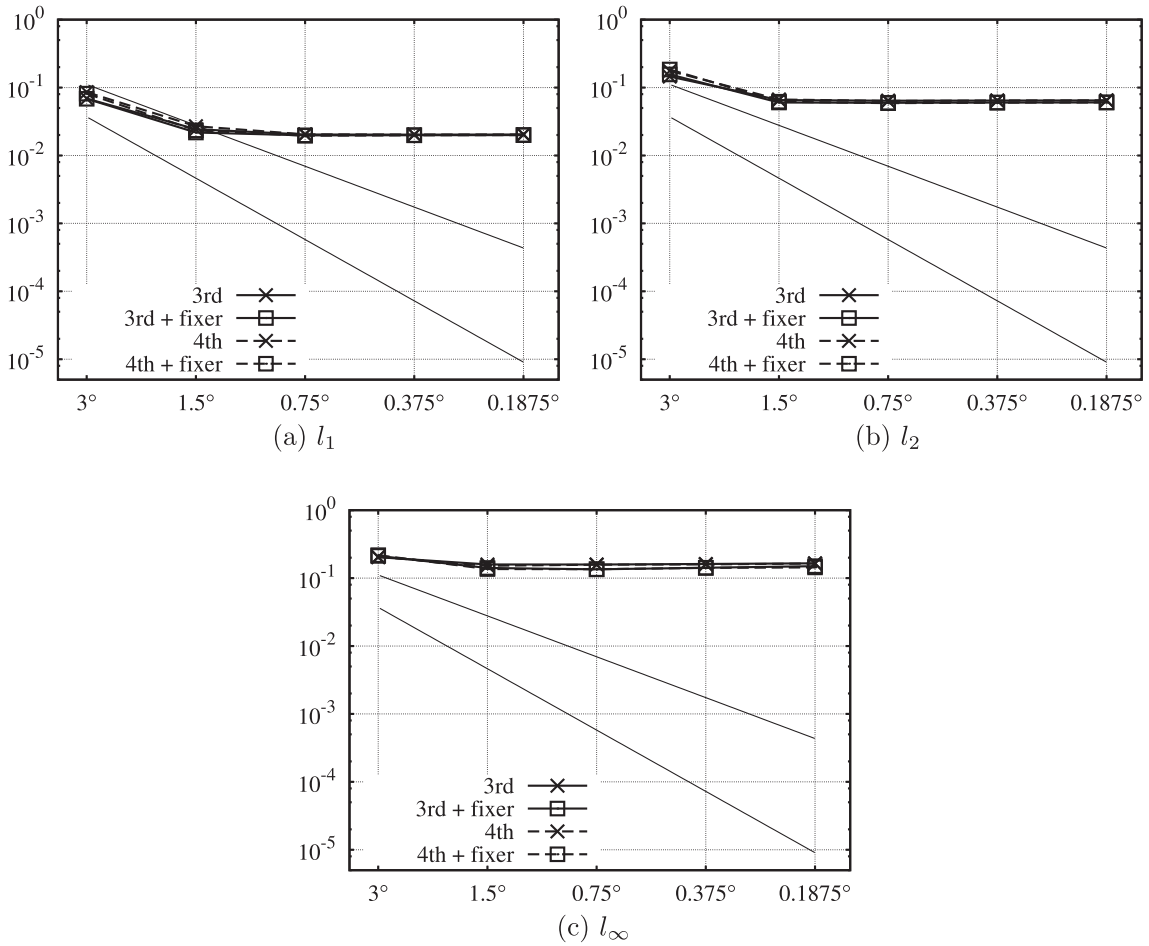 10^0
10^-1
10^-2
10^-3
10^-4
10^-5
3rd
3rd + fixer
4th
4th + fixer
3° 1.5° 0.75° 0.375° 0.1875°
(a) l_1
10^0
10^-1
10^-2
10^-3
10^-4
10^-5
3rd
3rd + fixer
4th
4th + fixer
3° 1.5° 0.75° 0.375° 0.1875°
(b) l_2
10^0
10^-1
10^-2
10^-3
10^-4
10^-5
3rd
3rd + fixer
4th
4th + fixer
3° 1.5° 0.75° 0.375° 0.1875°
(c) l_∞